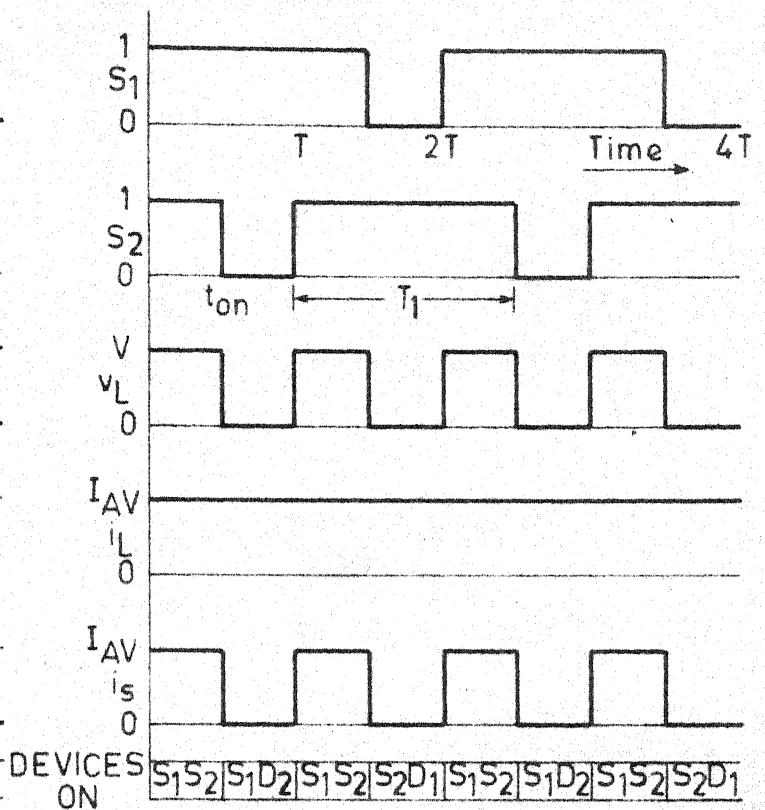 1
S1
0
T 2T Time 4T
1
S2
0
ton T1
V
vL
0
IAV
iL
0
IAV
is
0
DEVICES ON
S1S2 S1D2 S1S2 S2D1 S1S2 S1D2 S1S2 S2D1